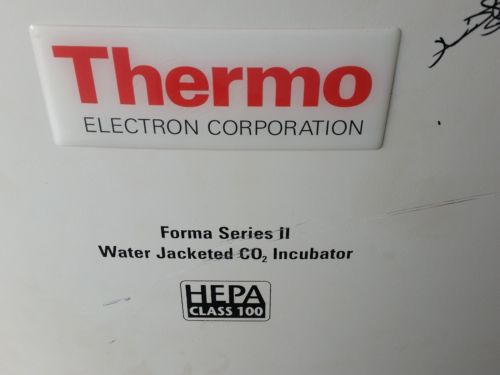 Thermo
ELECTRON CORPORATION
Forma Series II
Water Jacketed CO₂ Incubator
HEPA
CLASS 100